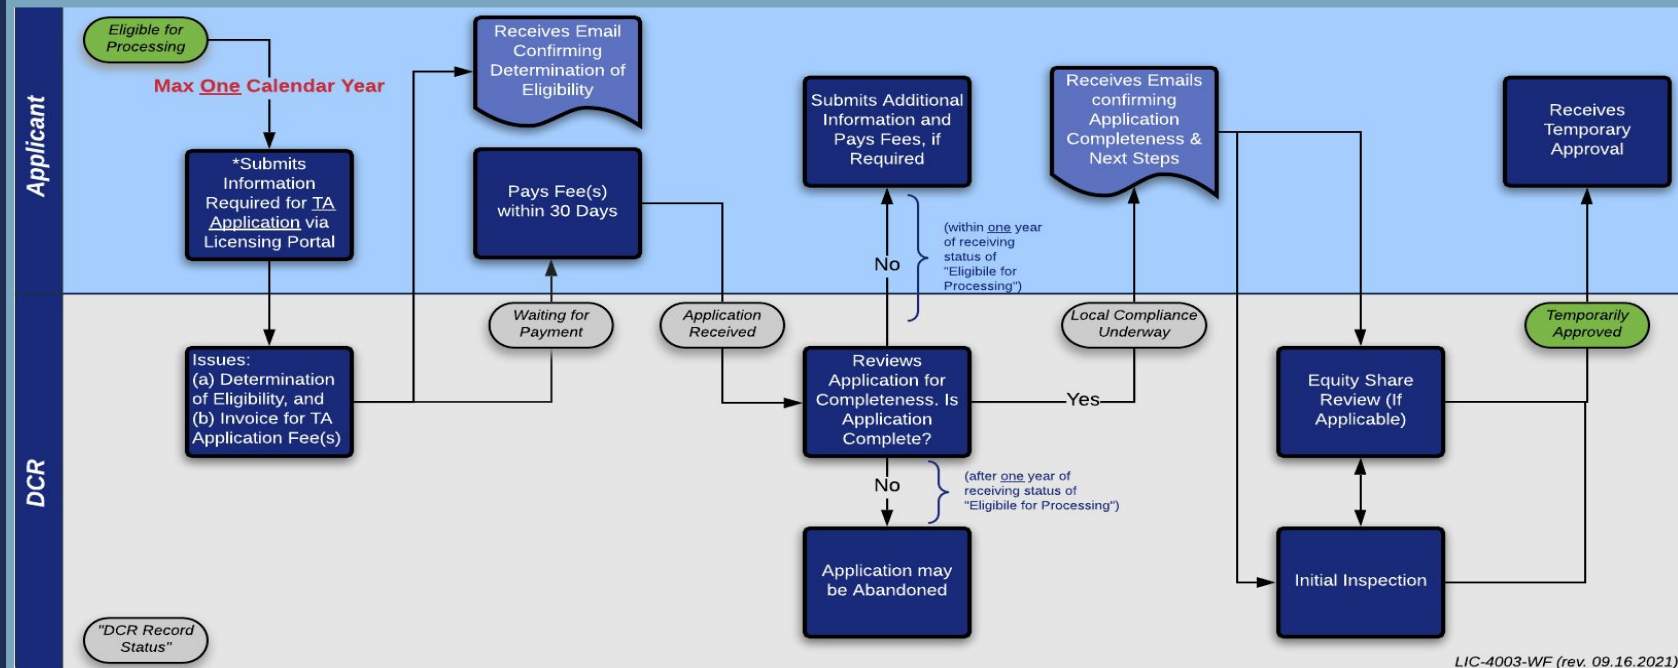 Applicant
Eligible for
Processing
Max One Calendar Year
*Submits
Information
Required for TA
Application via
Licensing Portal
Receives Email
Confirming
Determination of
Eligibility
Pays Fee(s)
within 30 Days
Submits Additional
Information and
Pays Fees, if
Required
No
(within one year
of receiving
status of
"Eligibile for
Processing")
Receives Emails
confirming
Application
Completeness &
Next Steps
Receives
Temporary
Approval
DCR
Issues:
(a) Determination
of Eligibility, and
(b) Invoice for TA
Application Fee(s)
Waiting for
Payment
Application
Received
Reviews
Application for
Completeness. Is
Application
Complete?
Yes
Local Compliance
Underway
No
(after one year of
receiving status of
"Eligibile for Processing")
Application may
be Abandoned
Equity Share
Review (If
Applicable)
Initial Inspection
Temporarily
Approved
"DCR Record
Status"
LIC-4003-WF (rev. 09.16.2021)